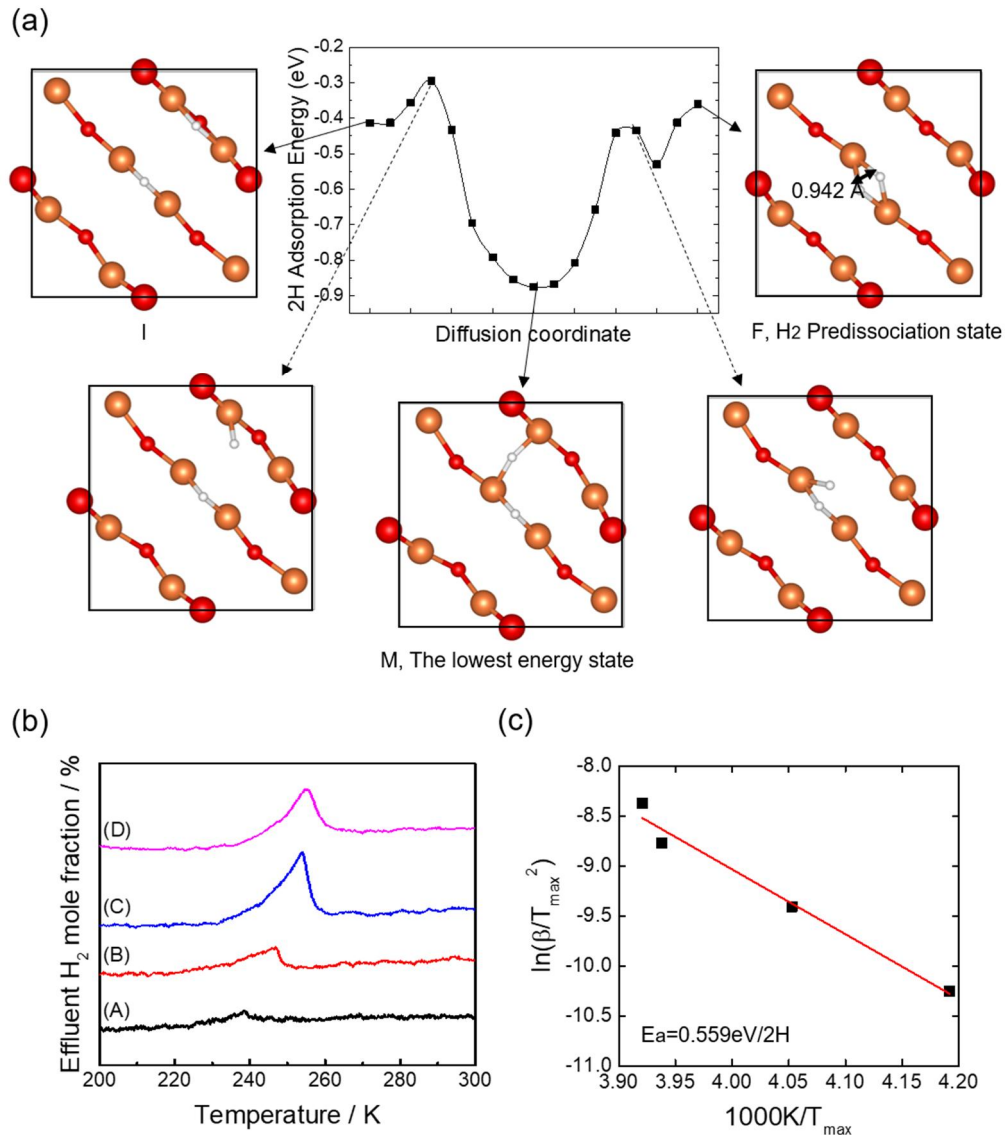 (a)
2H Adsorption Energy (eV)
-0.2
-0.3
-0.4
-0.5
-0.6
-0.7
-0.8
-0.9
Diffusion coordinate
I
0.942 A
F, H2 Predissociation state
M, The lowest energy state
(b)
Effluent H2 mole fraction / %
(D)
(C)
(B)
(A)
200 220 240 260 280 300
Temperature / K
(c)
ln(β/Tmax2)
-8.0
-8.5
-9.0
-9.5
-10.0
-10.5
-11.0
Ea=0.559eV/2H
3.90 3.95 4.00 4.05 4.10 4.15 4.20
1000K/Tmax